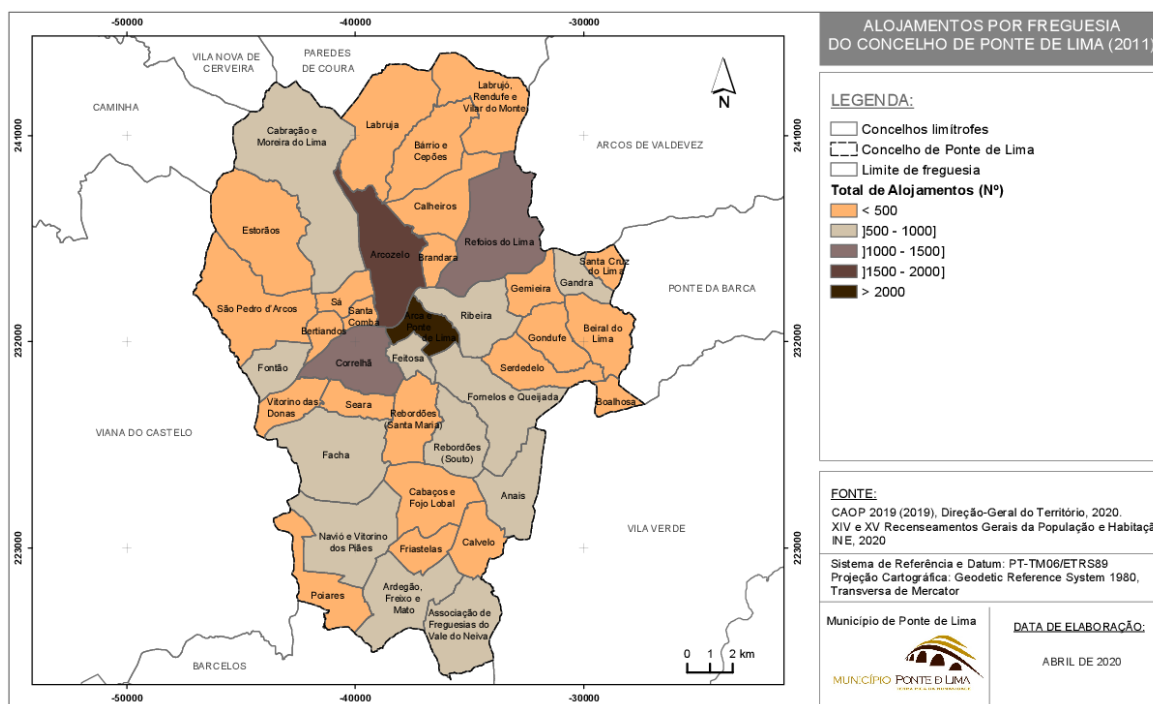 -50000
-40000
-30000
241000
232000
223000
241000
232000
223000
-50000
-40000
-30000
VILA NOVA DE
CERVEIRA
PAREDES
DE COURA
CAMINHA
ARCOS DE VALDEVEZ
PONTE DA BARCA
VIANA DO CASTELO
VILA VERDE
BARCELOS
N
Labrujó,
Rendufe e
Vilar do Monte
Cabração e
Moreira do Lima
Labruja
Bárrio e
Cepões
Calheiros
Estorãos
Refoios do Lima
Arcozelo
Brandara
Santa Cruz
do Lima
Gandra
Gemieira
São Pedro d'Arcos
Sá
Santa
Comba
Bertiandos
Arca e
Ponte
de Lima
Ribeira
Beiral do
Lima
Gondufe
Fontão
Correlhã
Feitosa
Serdedelo
Boalhosa
Vitorino das
Donas
Seara
Fornelos e Queijada
Rebordões
(Santa Maria)
Rebordões
(Souto)
Facha
Anais
Cabaços e
Fojo Lobal
Navió e Vitorino
dos Piães
Friastelas
Calvelo
Poiares
Ardegão,
Freixo e
Mato
Associação de
Freguesias do
Vale do Neiva
0 1 2 km
ALOJAMENTOS POR FREGUESIA
DO CONCELHO DE PONTE DE LIMA (2011)
LEGENDA:
Concelhos limítrofes
Concelho de Ponte de Lima
Limite de freguesia
Total de Alojamentos (Nº)
< 500
]500 - 1000]
]1000 - 1500]
]1500 - 2000]
> 2000
FONTE:
CAOP 2019 (2019), Direção-Geral do Território, 2020.
XIV e XV Recenseamentos Gerais da População e Habitaçã
INE, 2020
Sistema de Referência e Datum: PT-TM06/ETRS89
Projeção Cartográfica: Geodetic Reference System 1980,
Transversa de Mercator
Município de Ponte de Lima
MUNICÍPIO PONTE D LIMA
DATA DE ELABORAÇÃO:
ABRIL DE 2020